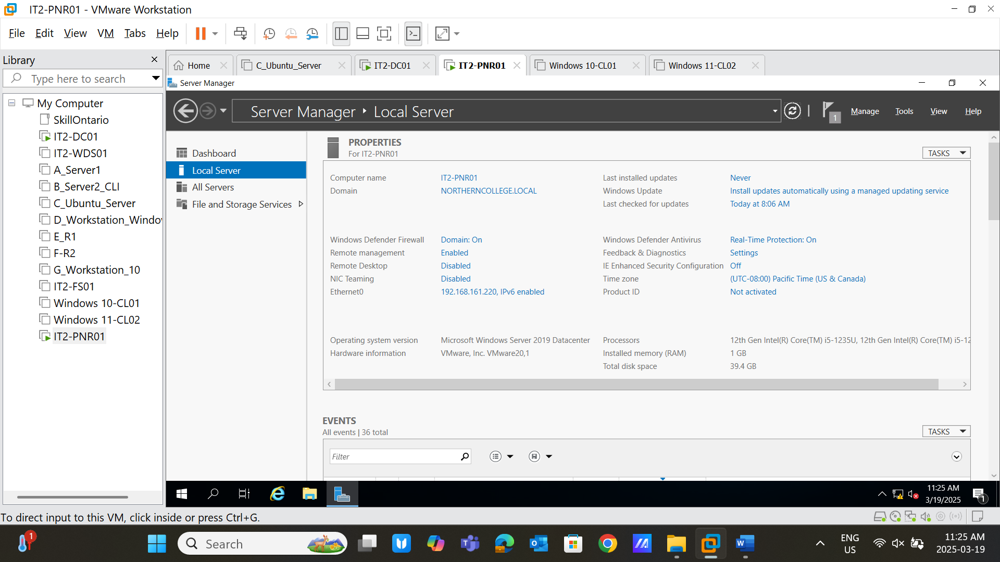 IT2-PNR01 - VMware Workstation
File Edit View VM Tabs Help
Library
Type here to search
My Computer
SkillOntario
IT2-DC01
IT2-WDS01
A_Server1
B_Server2_CLI
C_Ubuntu_Server
D_Workstation_Windo
E_R1
F-R2
G_Workstation_10
IT2-FS01
Windows 10-CL01
Windows 11-CL02
IT2-PNR01
Home C_Ubuntu_Server IT2-DC01 IT2-PNR01 Windows 10-CL01 Windows 11-CL02
Server Manager
Server Manager Local Server
1 Manage Tools View Help
Dashboard
Local Server
All Servers
File and Storage Services
PROPERTIES
For IT2-PNR01
TASKS
Computer name IT2-PNR01 Last installed updates Never
Domain NORTHERNCOLLEGE.LOCAL Windows Update Install updates automatically using a managed updating service
Last checked for updates Today at 8:06 AM
Windows Defender Firewall Domain: On Windows Defender Antivirus Real-Time Protection: On
Remote management Enabled Feedback & Diagnostics Settings
Remote Desktop Disabled IE Enhanced Security Configuration Off
NIC Teaming Disabled Time zone (UTC-08:00) Pacific Time (US & Canada)
Ethernet0 192.168.161.220, IPv6 enabled Product ID Not activated
Operating system version Microsoft Windows Server 2019 Datacenter Processors 12th Gen Intel(R) Core(TM) i5-1235U, 12th Gen Intel(R) Core(TM) i5-12
Hardware information VMware, Inc. VMware20,1 Installed memory (RAM) 1 GB
Total disk space 39.4 GB
EVENTS
All events | 36 total
TASKS
Filter
11:25 AM
3/19/2025
1
To direct input to this VM, click inside or press Ctrl+G.
1
Search
ENG
US
11:25 AM
2025-03-19